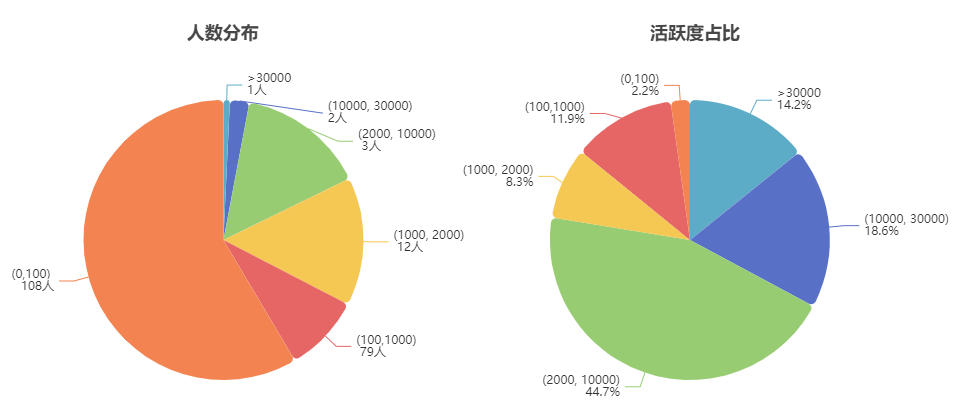 人数分布
>30000
1人
(10000, 30000)
2人
(2000, 10000)
3人
(1000, 2000)
12人
(100,1000)
79人
(0,100)
108人
活跃度占比
>30000
14.2%
(10000, 30000)
18.6%
(2000, 10000)
44.7%
(1000, 2000)
8.3%
(100,1000)
11.9%
(0,100)
2.2%